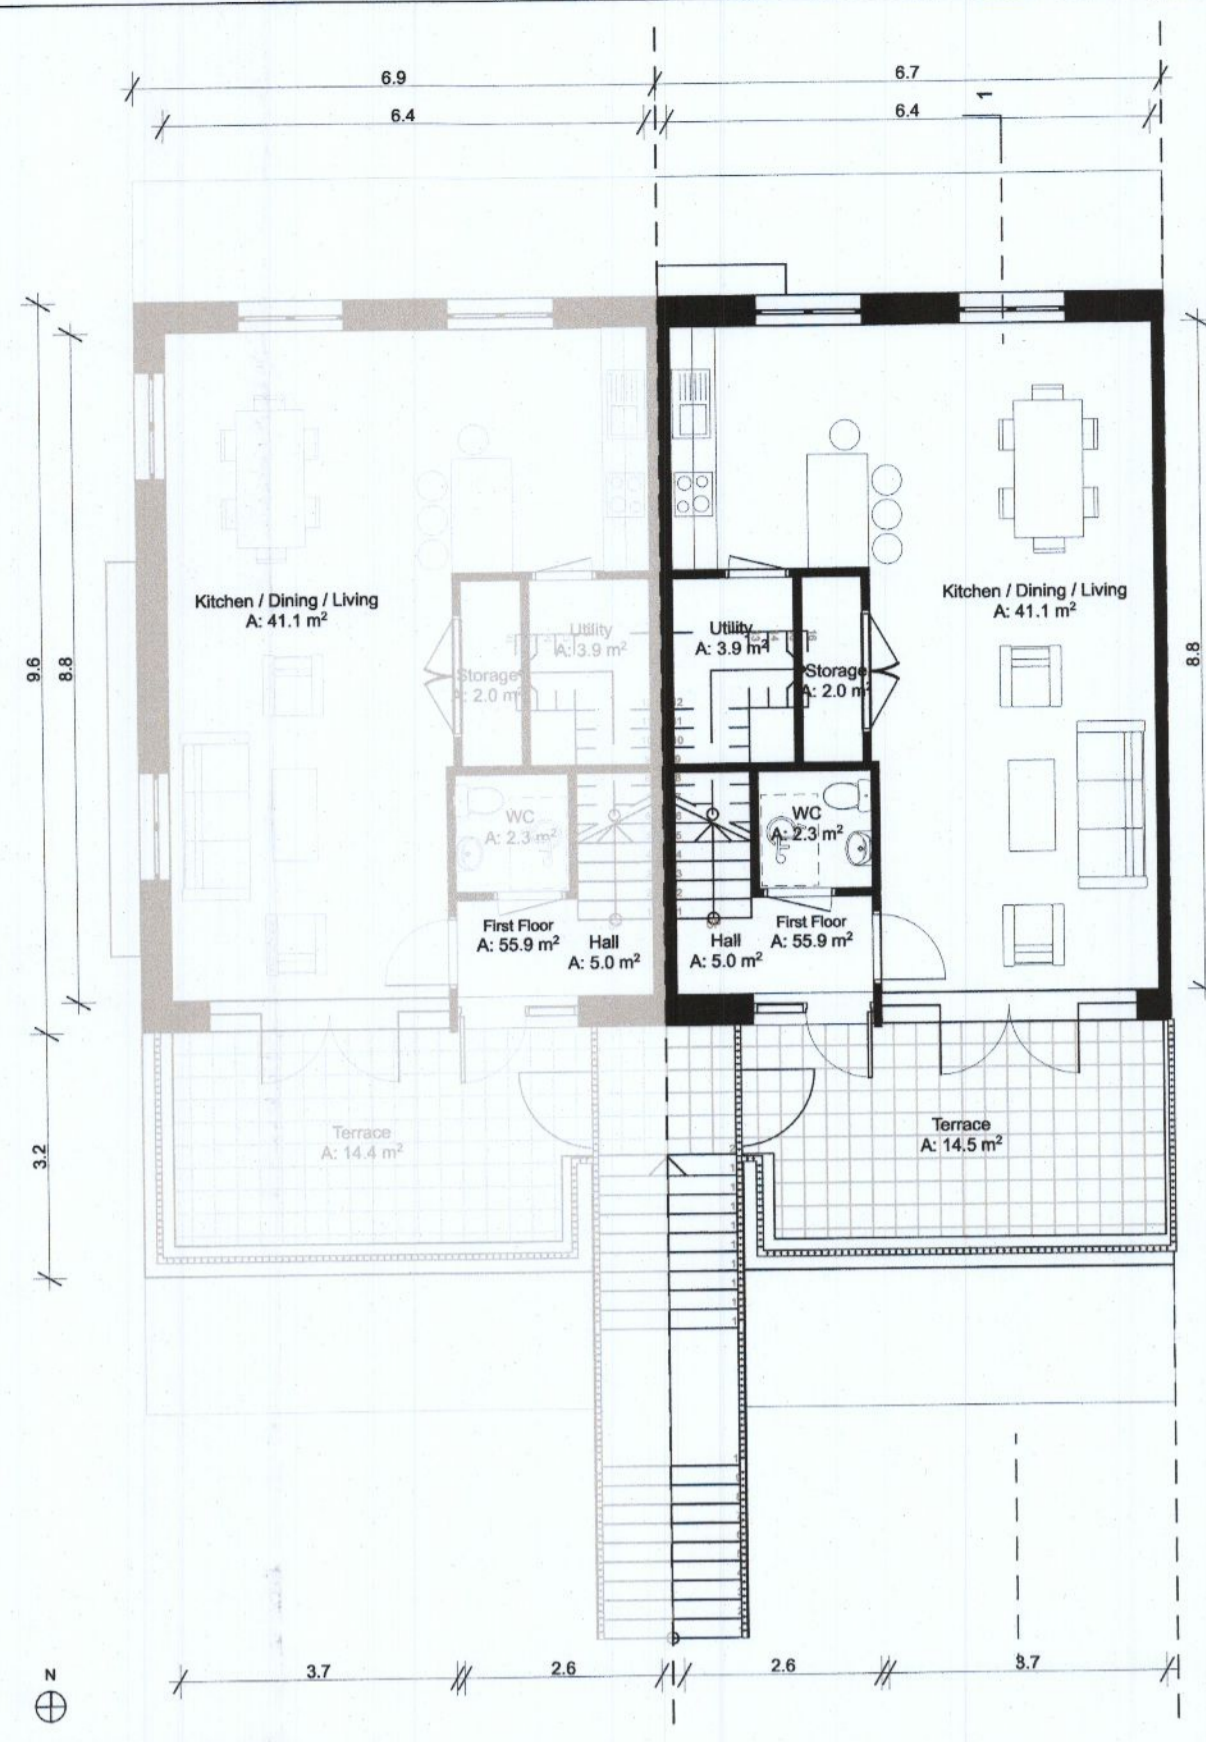 6.9
6.7
6.4
6.4
1
Kitchen / Dining / Living
A: 41.1 m²
Kitchen / Dining / Living
A: 41.1 m²
Utility
A: 3.9 m²
Utility
A: 3.9 m²
Storage
A: 2.0 m²
Storage
A: 2.0 m²
9.6
8.8
8.8
WC
A: 2.3 m²
WC
A: 2.3 m²
First Floor
A: 55.9 m²
Hall
A: 5.0 m²
Hall
A: 5.0 m²
First Floor
A: 55.9 m²
3.2
Terrace
A: 14.4 m²
Terrace
A: 14.5 m²
N
3.7
2.6
2.6
3.7